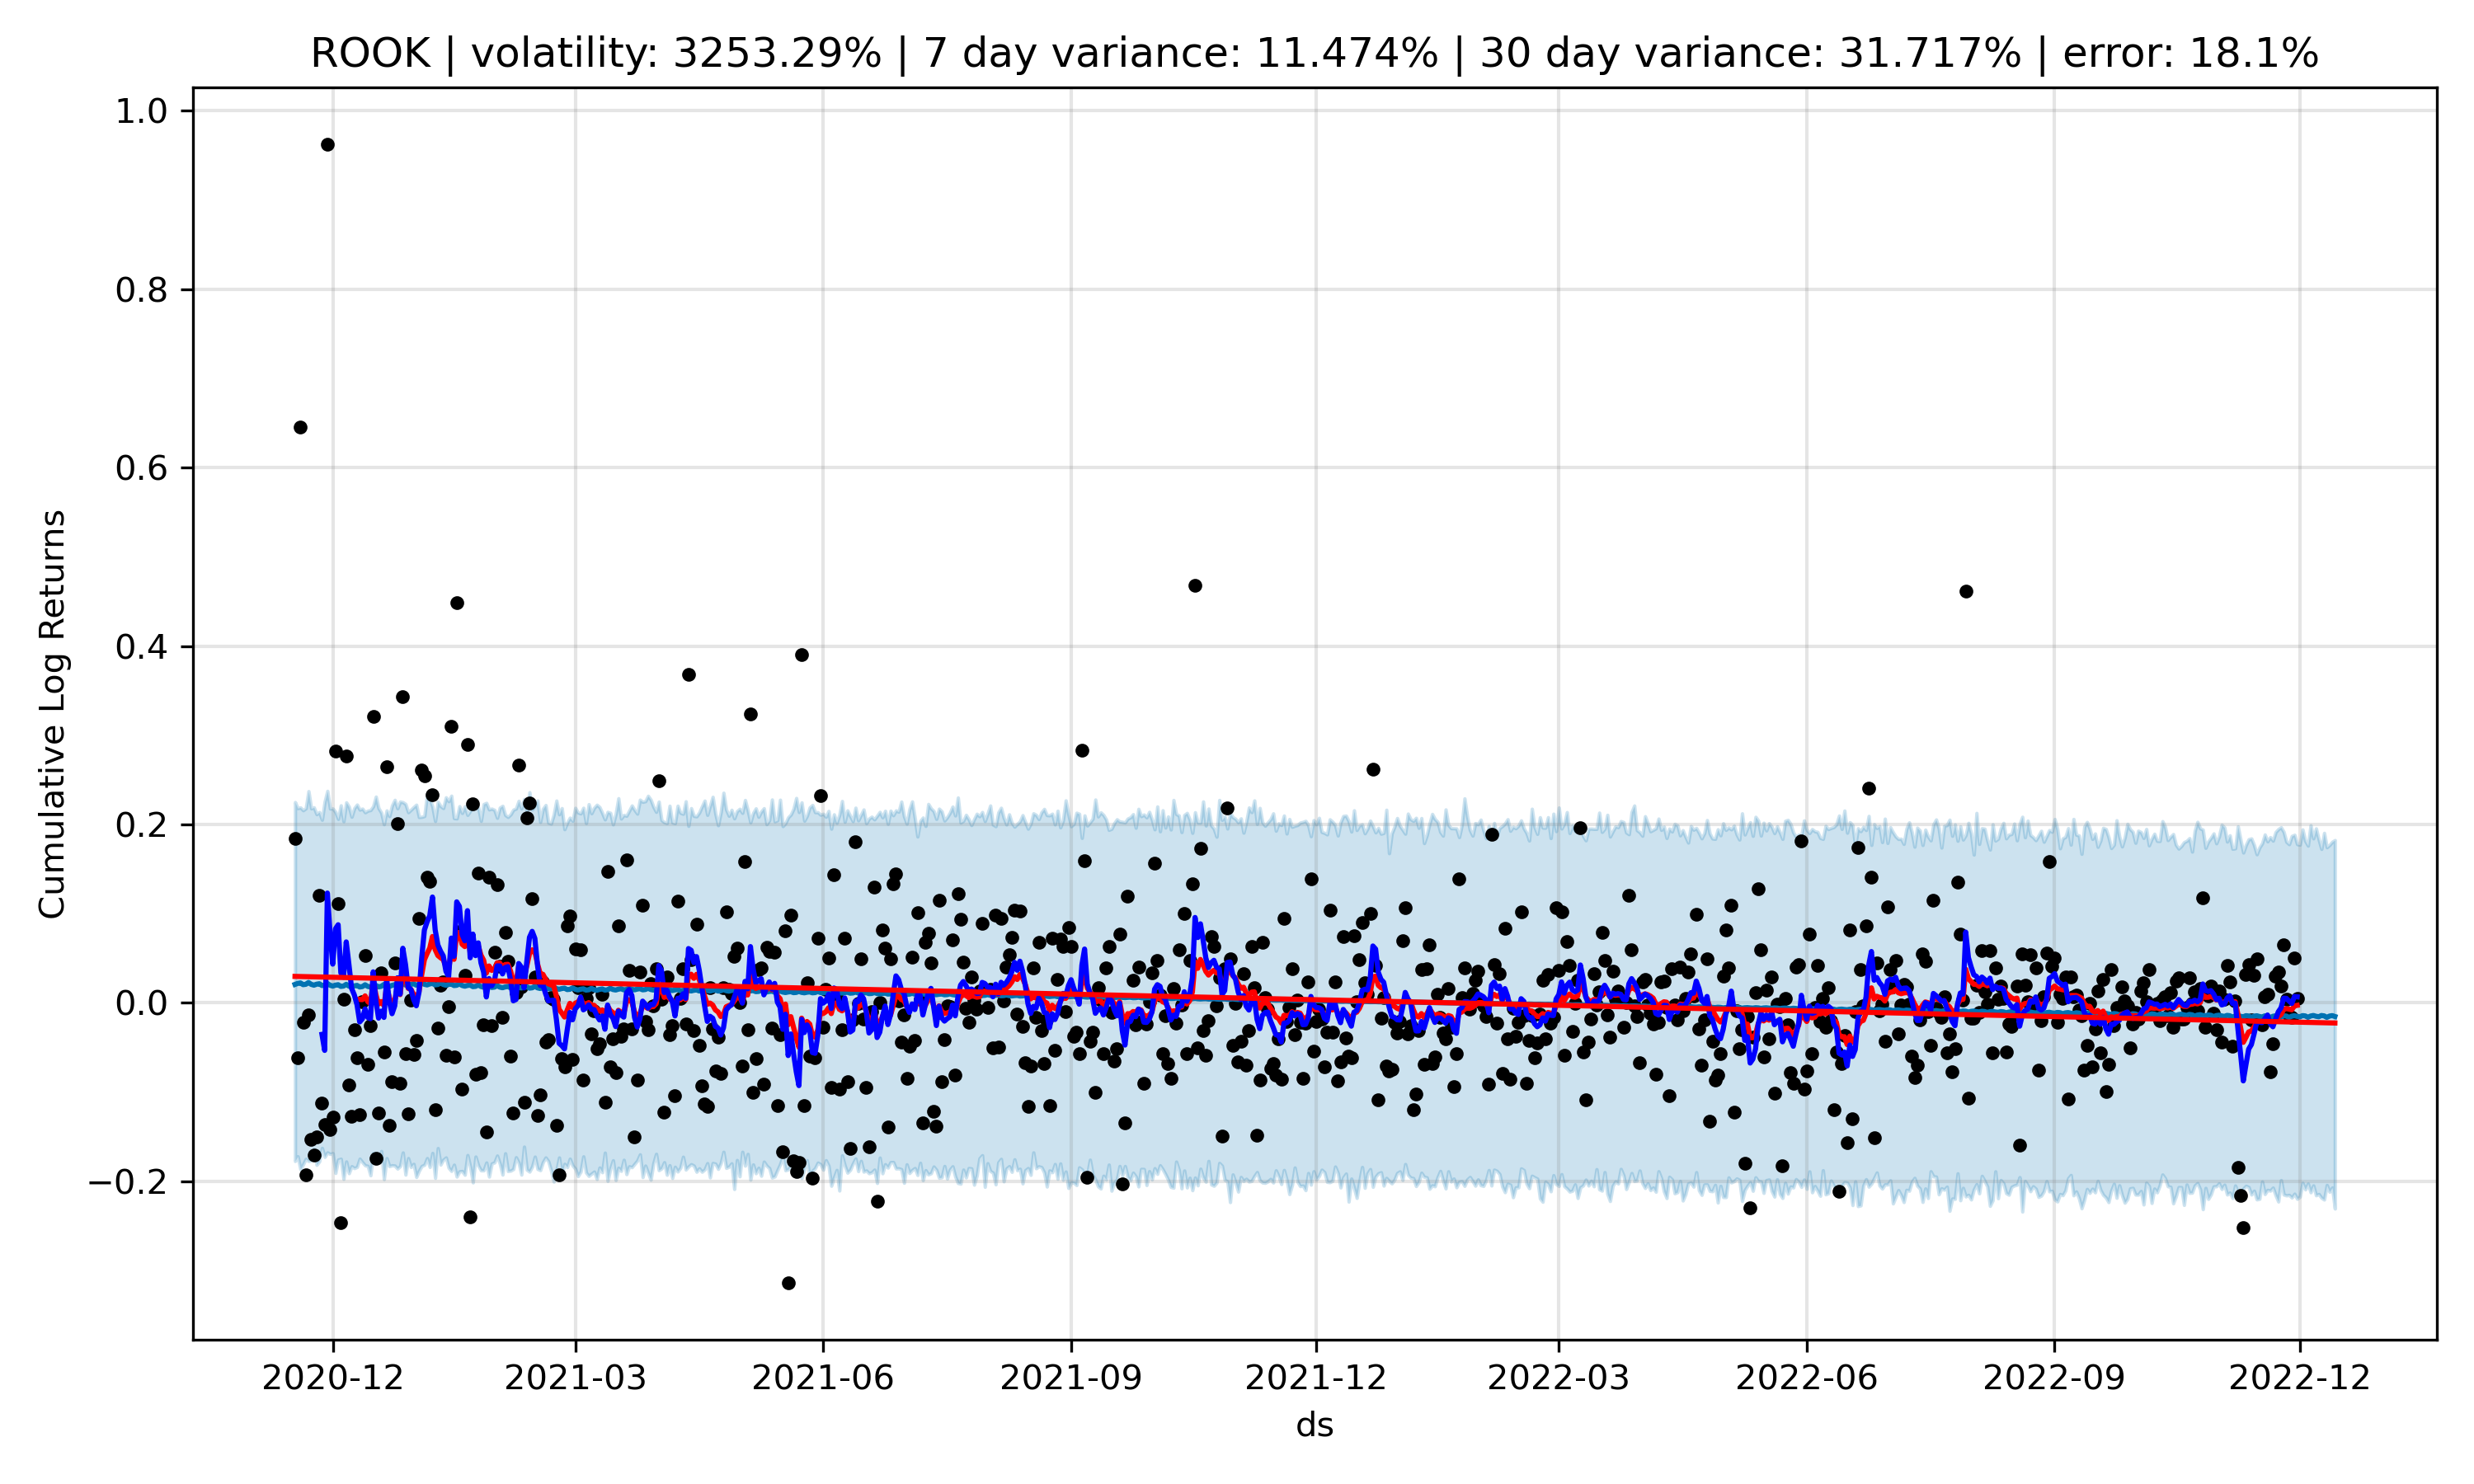 ROOK | volatility: 3253.29% | 7 day variance: 11.474% | 30 day variance: 31.717% | error: 18.1%
1.0
0.8
0.6
0.4
0.2
0.0
−0.2
Cumulative Log Returns
2020-12 2021-03 2021-06 2021-09 2021-12 2022-03 2022-06 2022-09 2022-12
ds